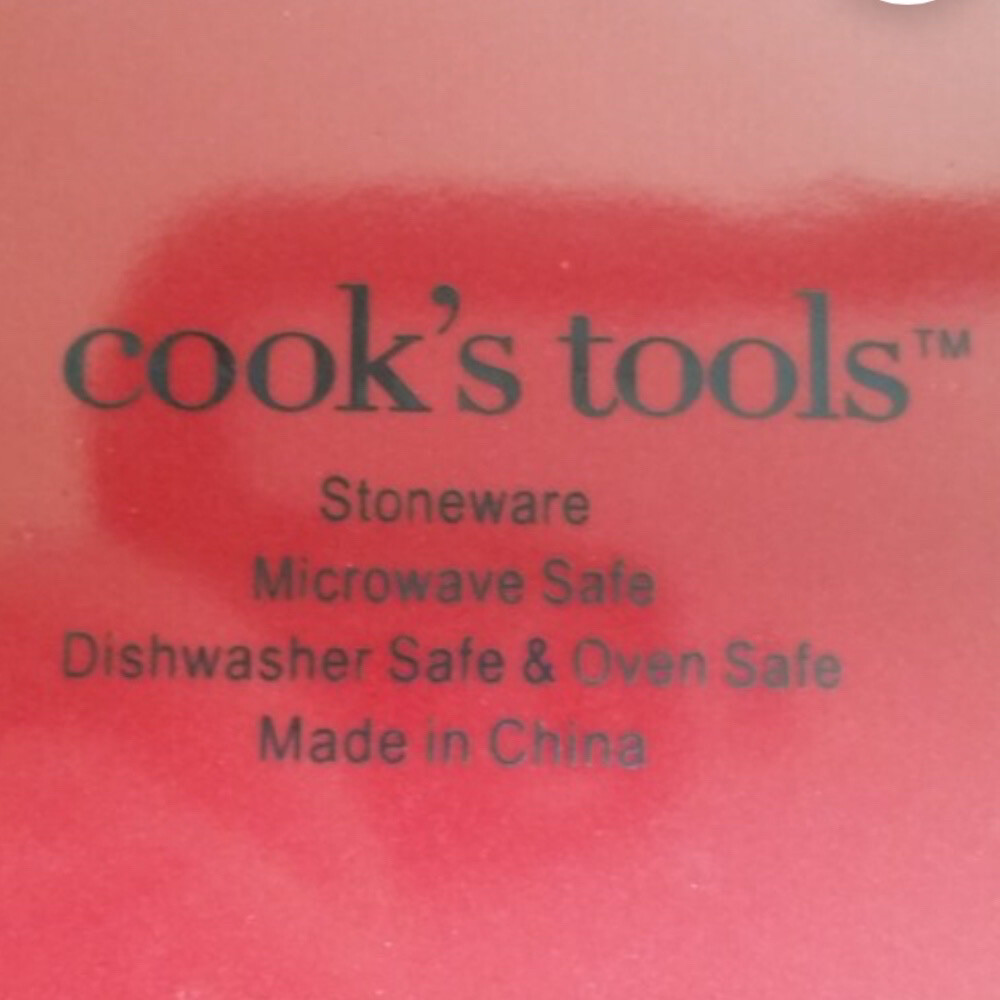 cook's tools™
Stoneware
Microwave Safe
Dishwasher Safe & Oven Safe
Made in China